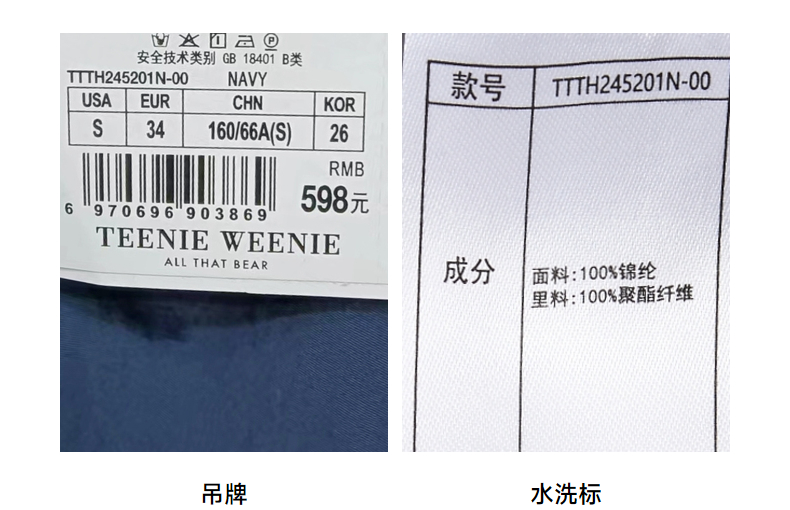 安全技术类别 GB 18401 B类
TTTH245201N-00 NAVY
USA EUR CHN KOR
S 34 160/66A(S) 26
RMB
598元
6 970696 903869
TEENIE WEENIE
ALL THAT BEAR
款号 TTTH245201N-00
成分 面料:100%锦纶
里料:100%聚酯纤维
吊牌 水洗标